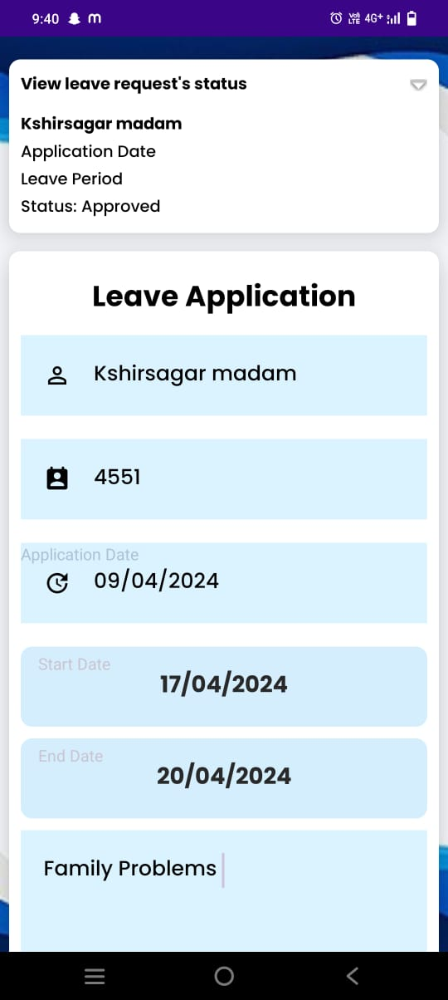 9:40 m VoD LTE 4G+
View leave request's status
Kshirsagar madam
Application Date
Leave Period
Status: Approved
Leave Application
Kshirsagar madam
4551
Application Date
09/04/2024
Start Date
17/04/2024
End Date
20/04/2024
Family Problems